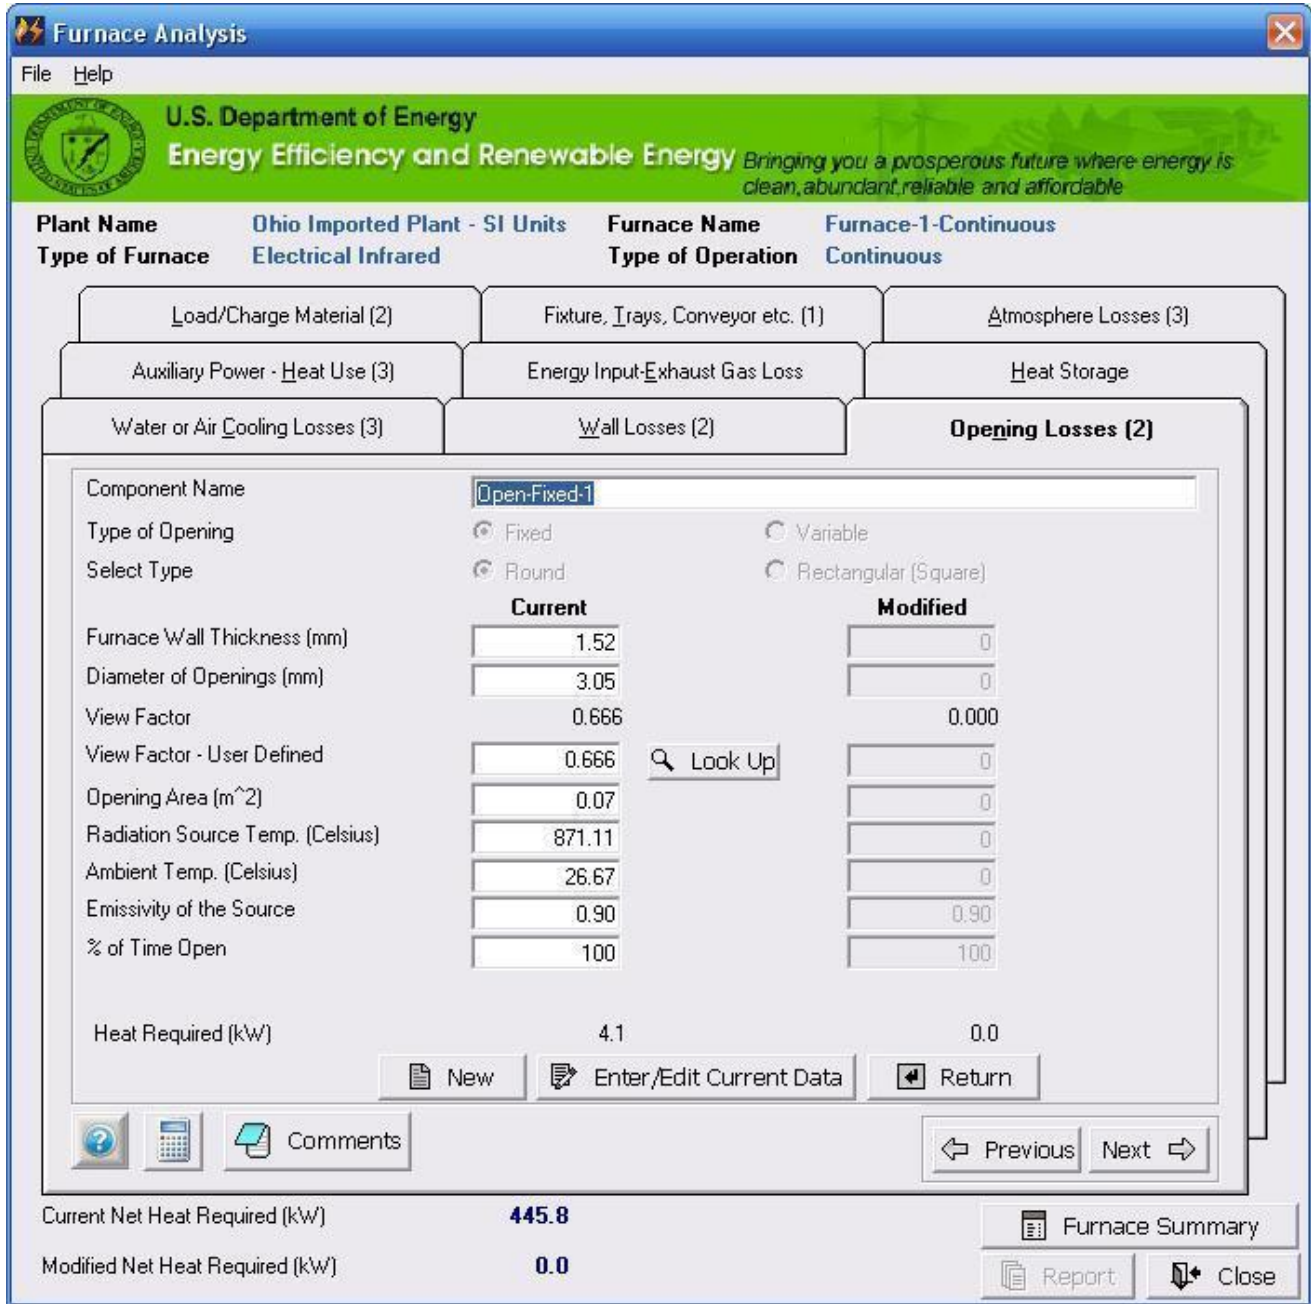 Furnace Analysis
File Help
U.S. Department of Energy
Energy Efficiency and Renewable Energy Bringing you a prosperous future where energy is
clean, abundant, reliable and affordable
Plant Name Ohio Imported Plant - SI Units Furnace Name Furnace-1-Continuous
Type of Furnace Electrical Infrared Type of Operation Continuous
Load/Charge Material (2) Fixture, Trays, Conveyor etc. (1) Atmosphere Losses (3)
Auxiliary Power - Heat Use (3) Energy Input-Exhaust Gas Loss Heat Storage
Water or Air Cooling Losses (3) Wall Losses (2) Opening Losses (2)
Component Name Open-Fixed-1
Type of Opening Fixed Variable
Select Type Round Rectangular (Square)
Current Modified
Furnace Wall Thickness (mm) 1.52 0
Diameter of Openings (mm) 3.05 0
View Factor 0.666 0.000
View Factor - User Defined 0.666 Look Up 0
Opening Area (m^2) 0.07 0
Radiation Source Temp. (Celsius) 871.11 0
Ambient Temp. (Celsius) 26.67 0
Emissivity of the Source 0.90 0.90
% of Time Open 100 100
Heat Required (kW) 4.1 0.0
New Enter/Edit Current Data Return
Comments Previous Next
Current Net Heat Required (kW) 445.8 Furnace Summary
Modified Net Heat Required (kW) 0.0 Report Close